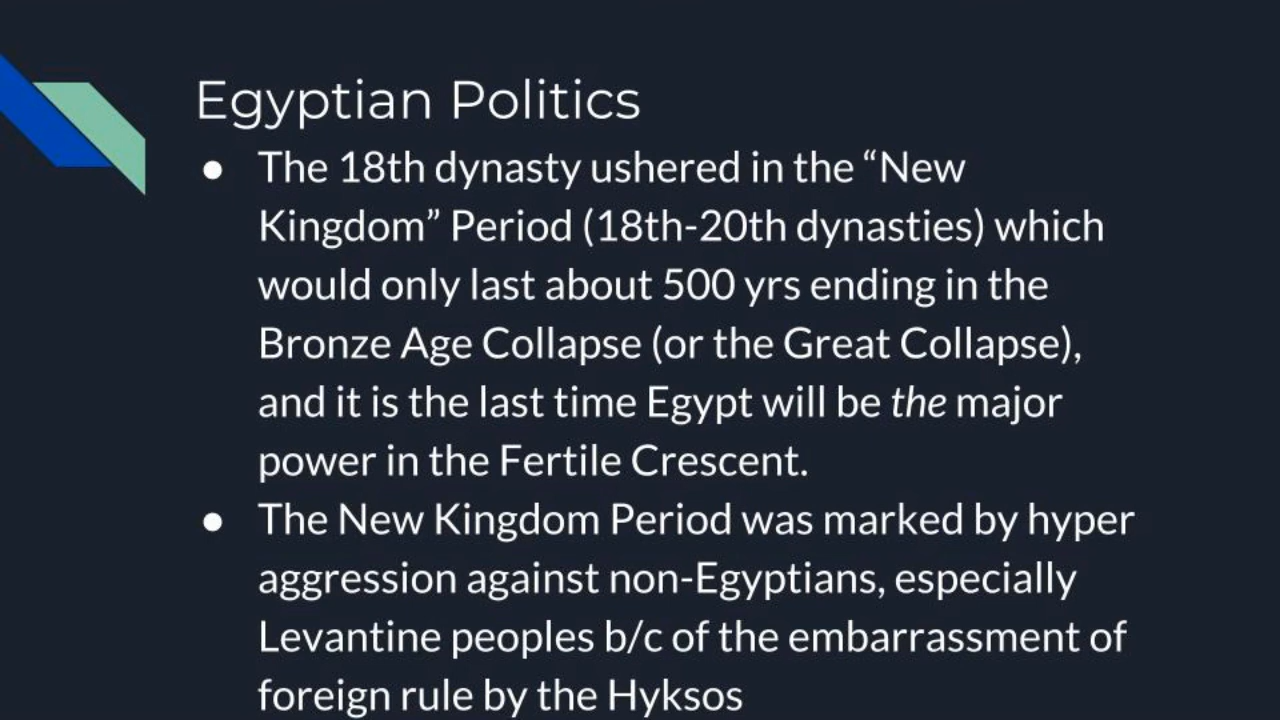 Egyptian Politics
● The 18th dynasty ushered in the “New
Kingdom” Period (18th-20th dynasties) which
would only last about 500 yrs ending in the
Bronze Age Collapse (or the Great Collapse),
and it is the last time Egypt will be the major
power in the Fertile Crescent.
● The New Kingdom Period was marked by hyper
aggression against non-Egyptians, especially
Levantine peoples b/c of the embarrassment of
foreign rule by the Hyksos